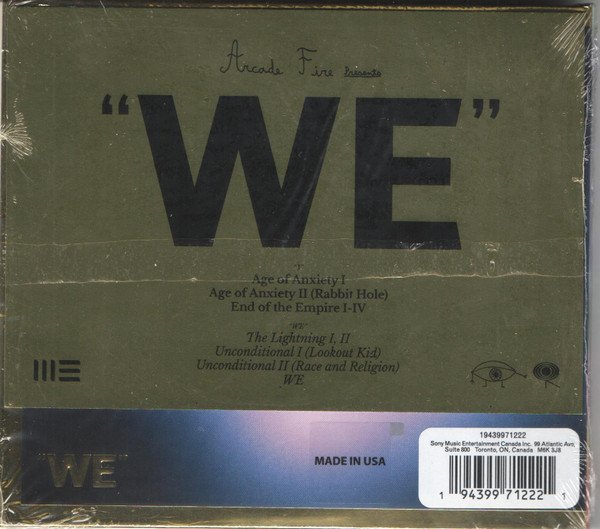 Arcade Fire Presents
“WE”
"I"
Age of Anxiety I
Age of Anxiety II (Rabbit Hole)
End of the Empire I-IV
"WE"
The Lightning I, II
Unconditional I (Lookout Kid)
Unconditional II (Race and Religion)
WE
"WE"
MADE IN USA
19439971222
Sony Music Entertainment Canada Inc. 99 Atlantic Ave,
Suite 800 Toronto, ON, Canada M6K 3J8
1 94399 71222 1